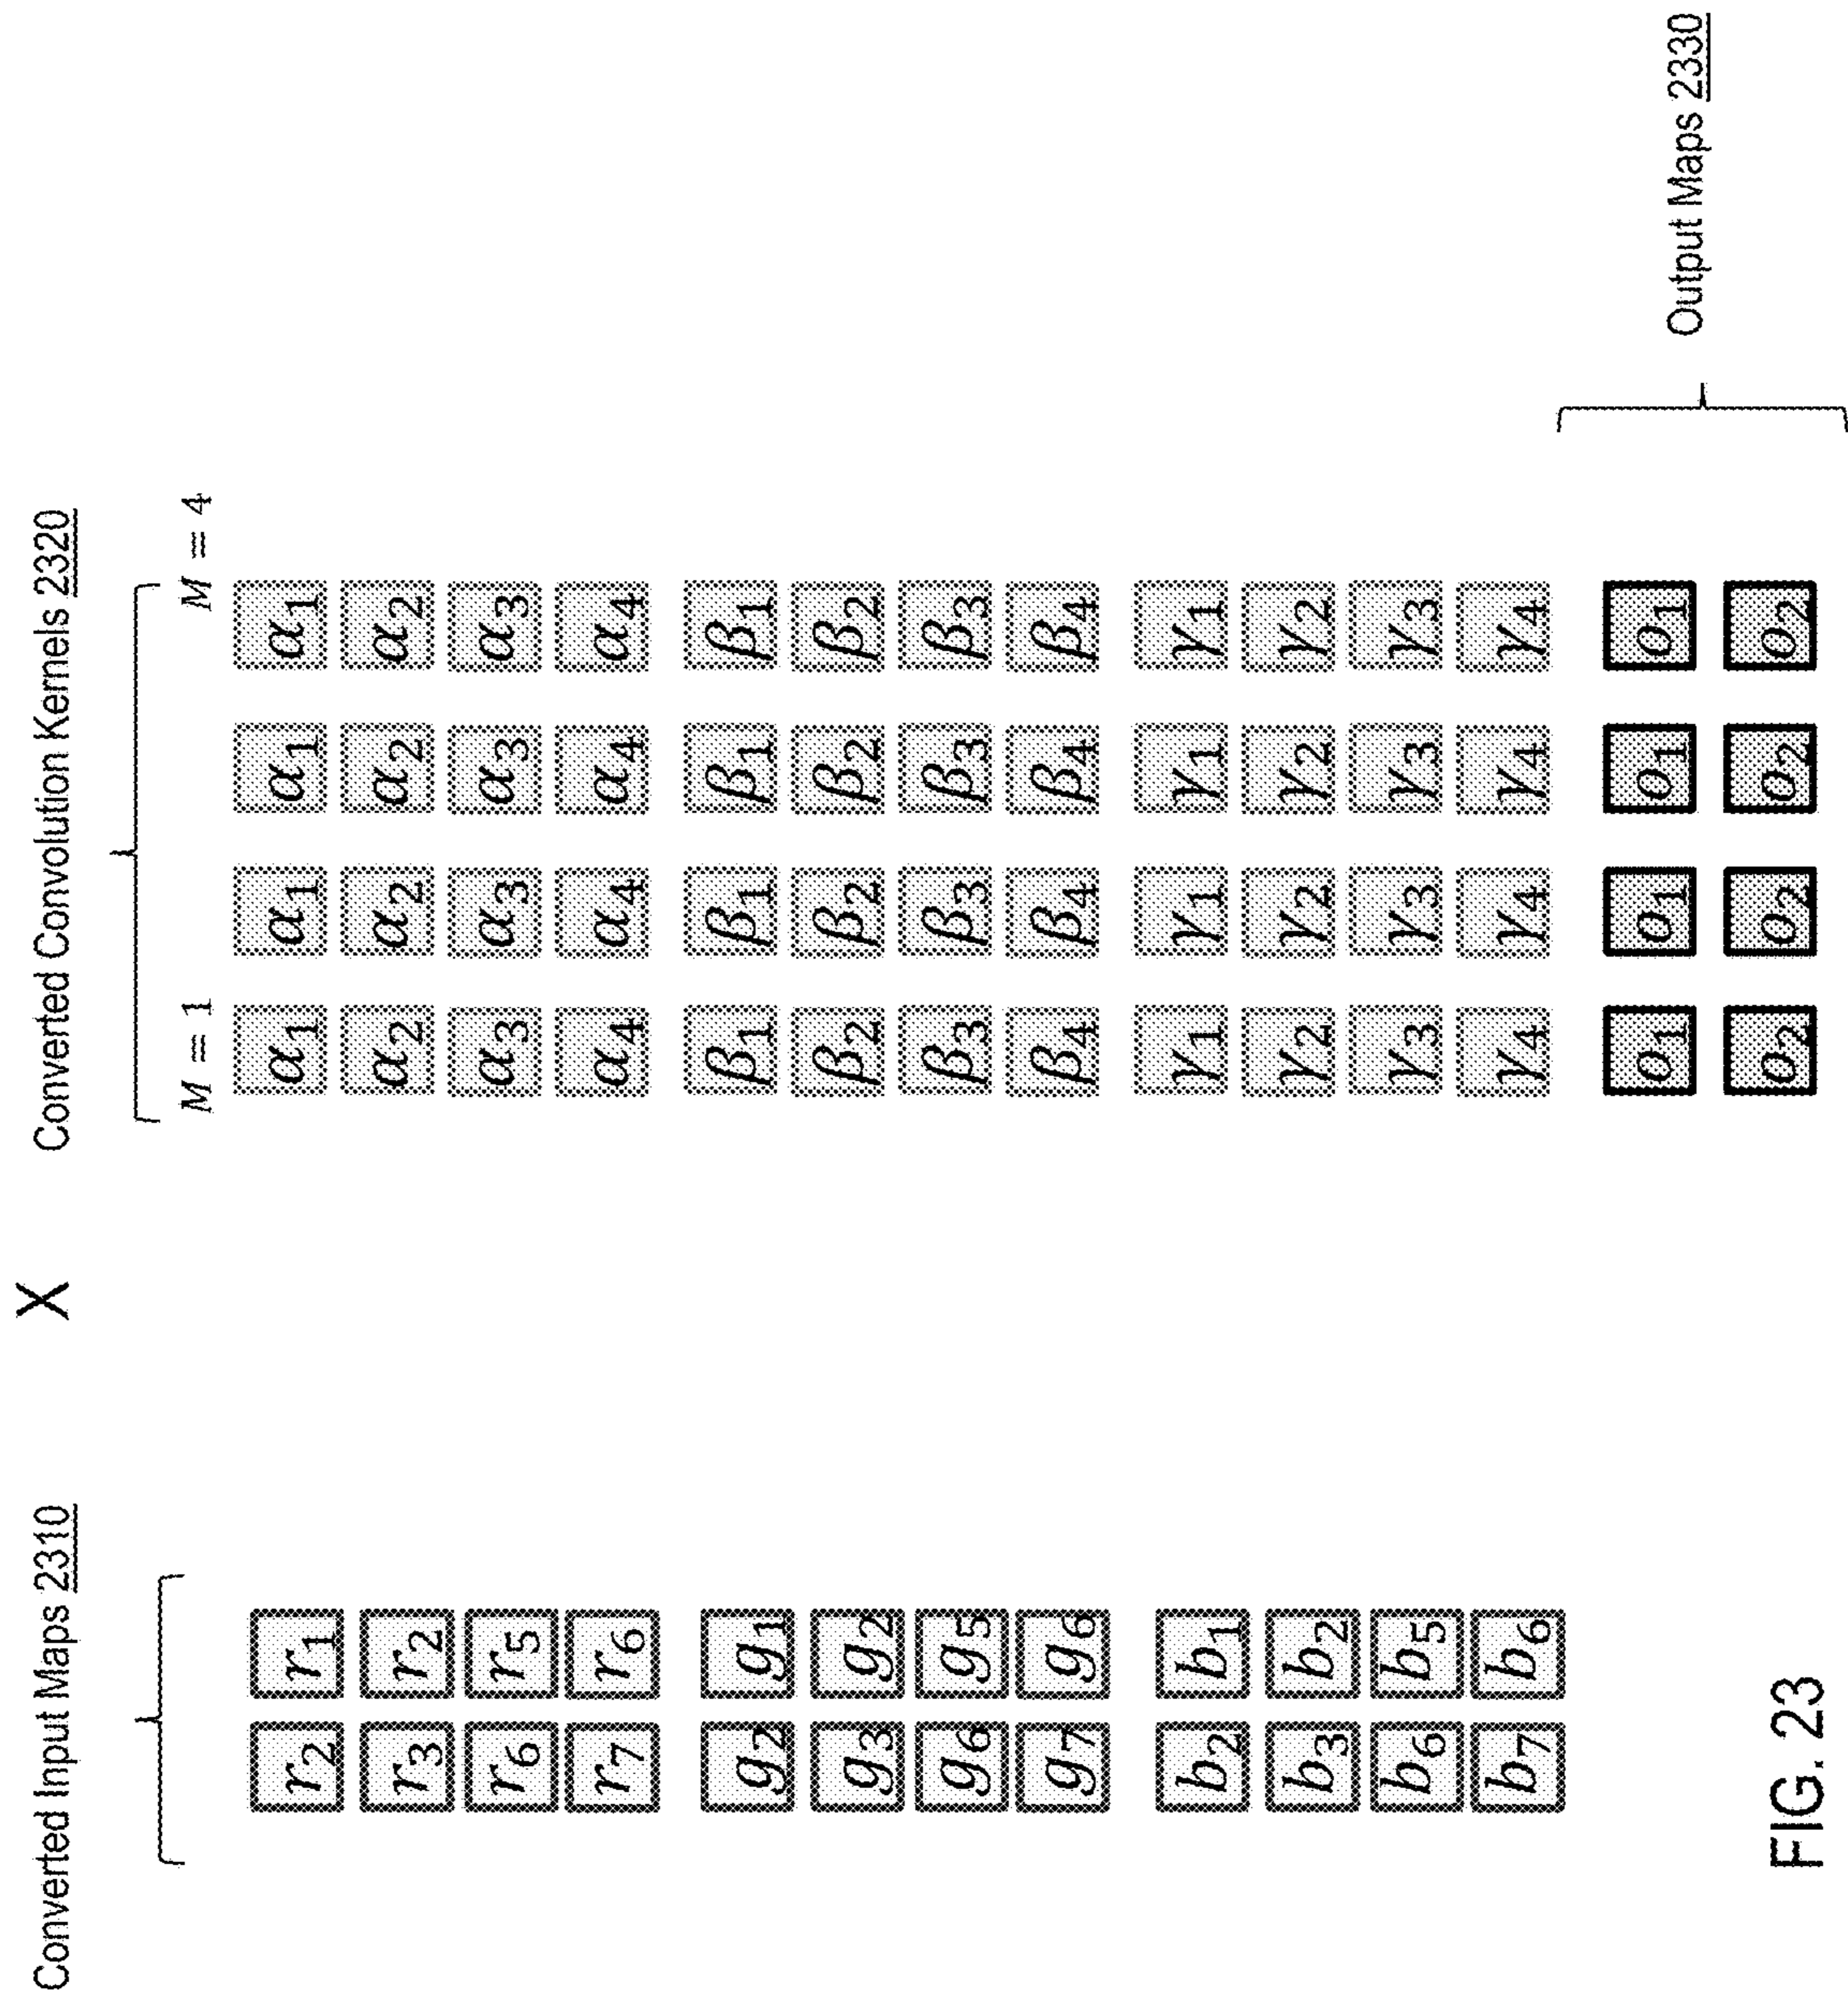 Converted Input Maps 2310 X Converted Convolution Kernels 2320
M = 1 M = 4
r₂ r₁ α₁ α₁ α₁ α₁
r₃ r₂ α₂ α₂ α₂ α₂
r₆ r₅ α₃ α₃ α₃ α₃
r₇ r₆ α₄ α₄ α₄ α₄
g₂ g₁ β₁ β₁ β₁ β₁
g₃ g₂ β₂ β₂ β₂ β₂
g₆ g₅ β₃ β₃ β₃ β₃
g₇ g₆ β₄ β₄ β₄ β₄
b₂ b₁ γ₁ γ₁ γ₁ γ₁
b₃ b₂ γ₂ γ₂ γ₂ γ₂
b₆ b₅ γ₃ γ₃ γ₃ γ₃
b₇ b₆ γ₄ γ₄ γ₄ γ₄
o₁ o₁ o₁ o₁
Output Maps 2330
o₂ o₂ o₂ o₂
FIG. 23